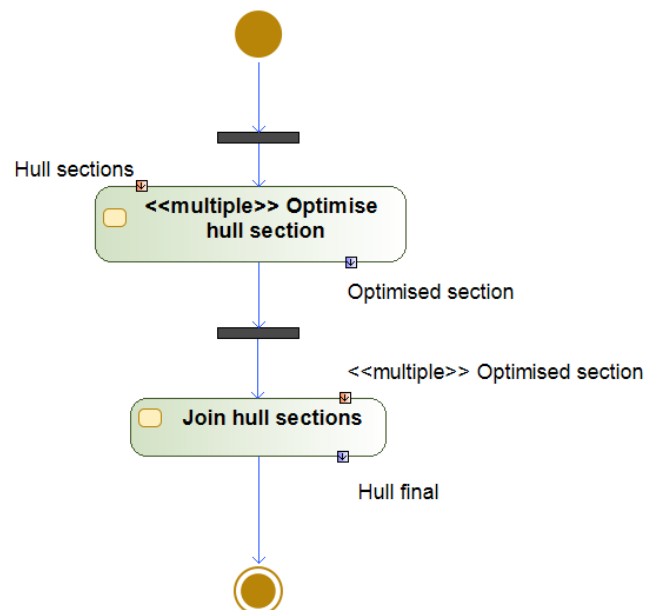 Hull sections
<<multiple>> Optimise
hull section
Optimised section
<<multiple>> Optimised section
Join hull sections
Hull final